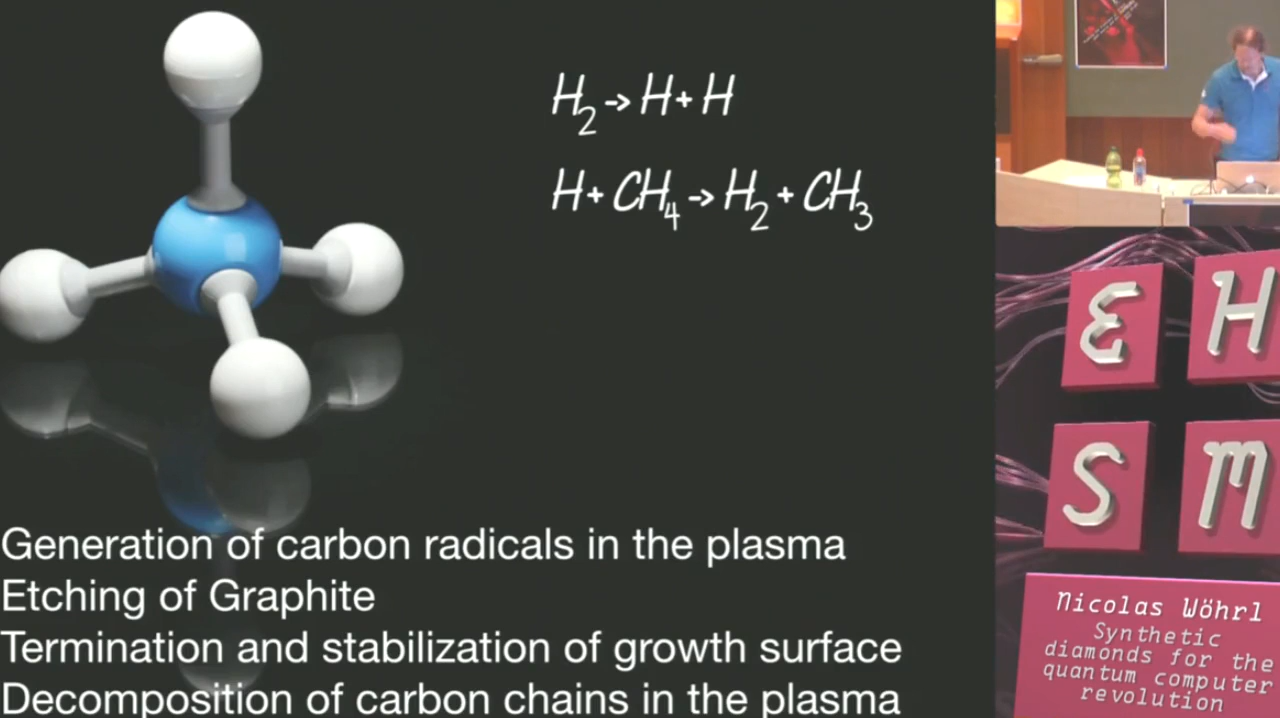 H₂ → H + H
H + CH₄ → H₂ + CH₃
Generation of carbon radicals in the plasma
Etching of Graphite
Termination and stabilization of growth surface
Decomposition of carbon chains in the plasma
E H
S M
Nicolas Wöhrl
Synthetic
diamonds for the
quantum computer
revolution